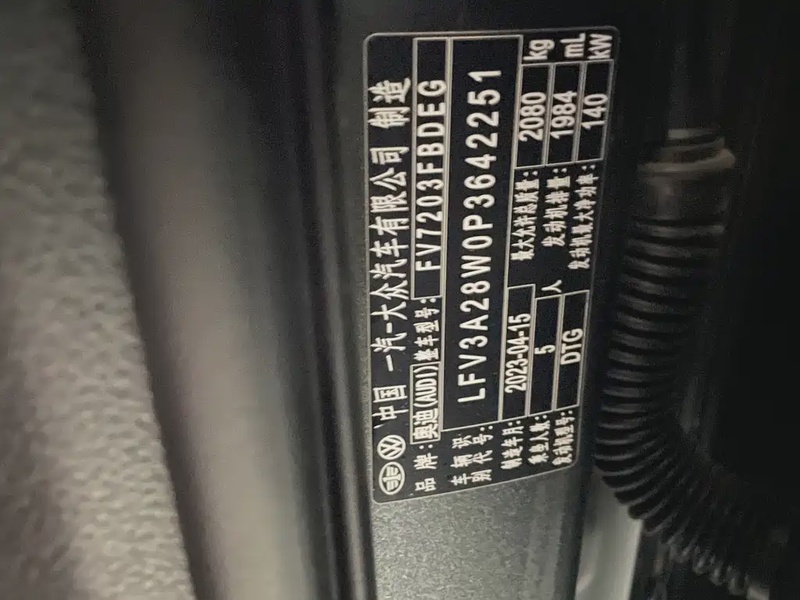 中国 一汽-大众汽车有限公司 制造
品牌: 奥迪(AUDI) 整车型号: FV7203FBDEG
车辆识别代号: LFV3A28W0P3642251
制造年月: 2023-04-15 最大允许总质量: 2080 kg
乘坐人数: 5 人 发动机排量: 1984 mL
发动机型号: DTG 发动机最大净功率: 140 kW